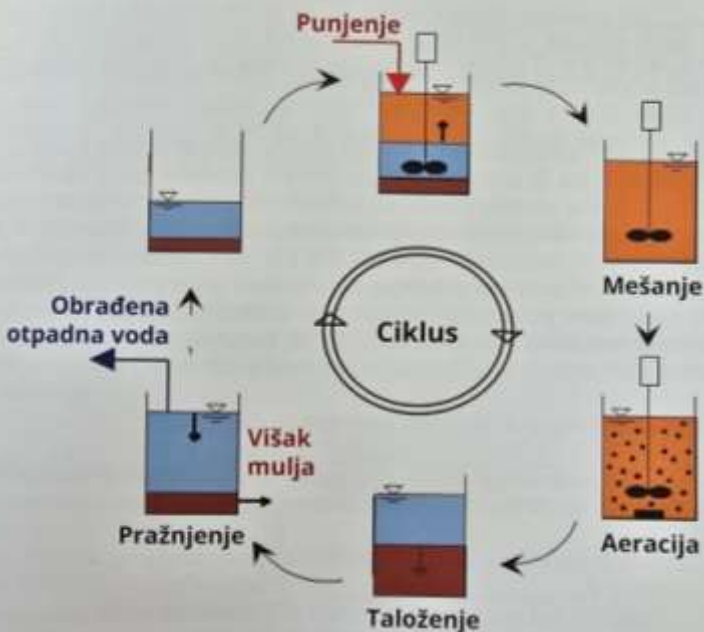 Punjenje
Mešanje
Aeracija
Taloženje
Pražnjenje
Višak
mulja
Obrađena
otpadna voda
Ciklus